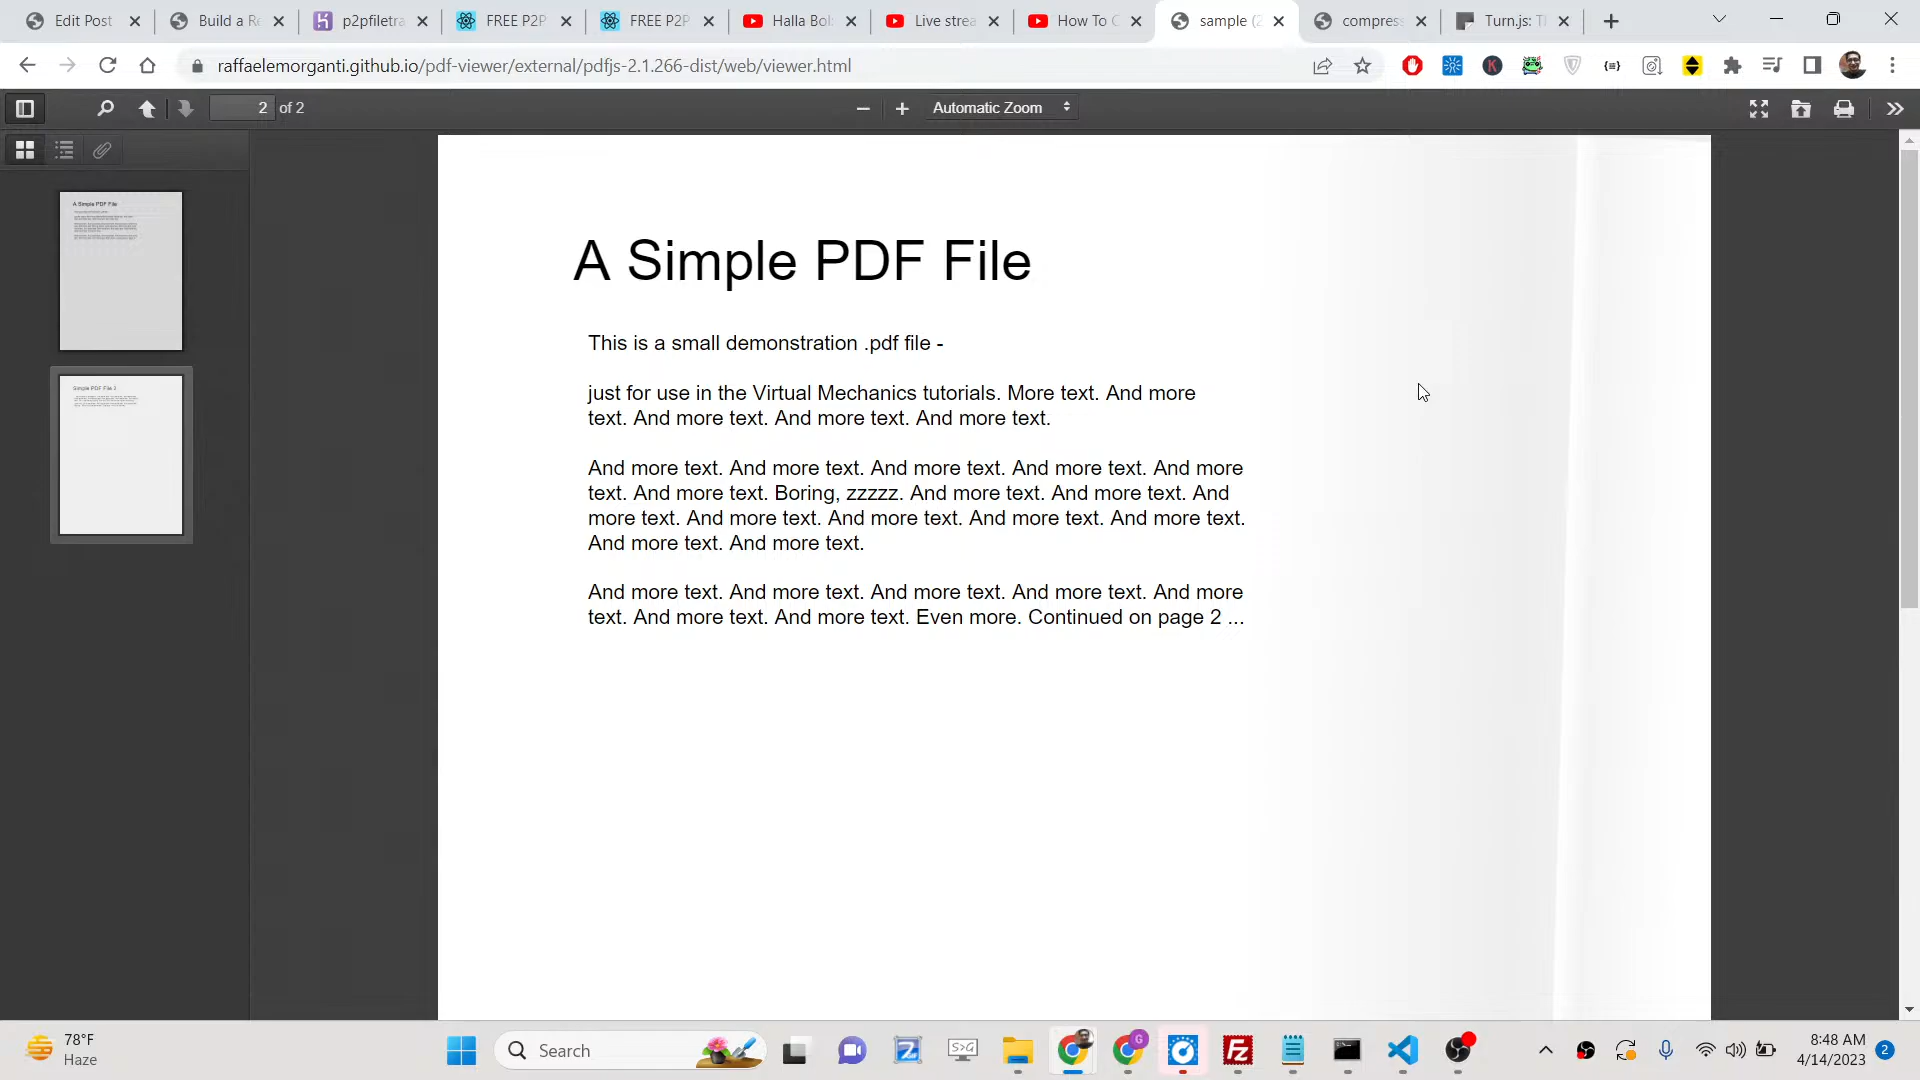 Edit Post
Build a Re
p2pfiletra
FREE P2P
FREE P2P
Halla Bol:
Live strea
How To C
sample (2
compress
Turn.js: Th
raffaelemorganti.github.io/pdf-viewer/external/pdfjs-2.1.266-dist/web/viewer.html
2 of 2
Automatic Zoom
A Simple PDF File
Simple PDF File 2
A Simple PDF File
This is a small demonstration .pdf file -
just for use in the Virtual Mechanics tutorials. More text. And more
text. And more text. And more text. And more text.
And more text. And more text. And more text. And more text. And more
text. And more text. Boring, zzzzz. And more text. And more text. And
more text. And more text. And more text. And more text. And more text.
And more text. And more text.
And more text. And more text. And more text. And more text. And more
text. And more text. And more text. Even more. Continued on page 2 ...
78°F
Haze
Search
8:48 AM
4/14/2023
2